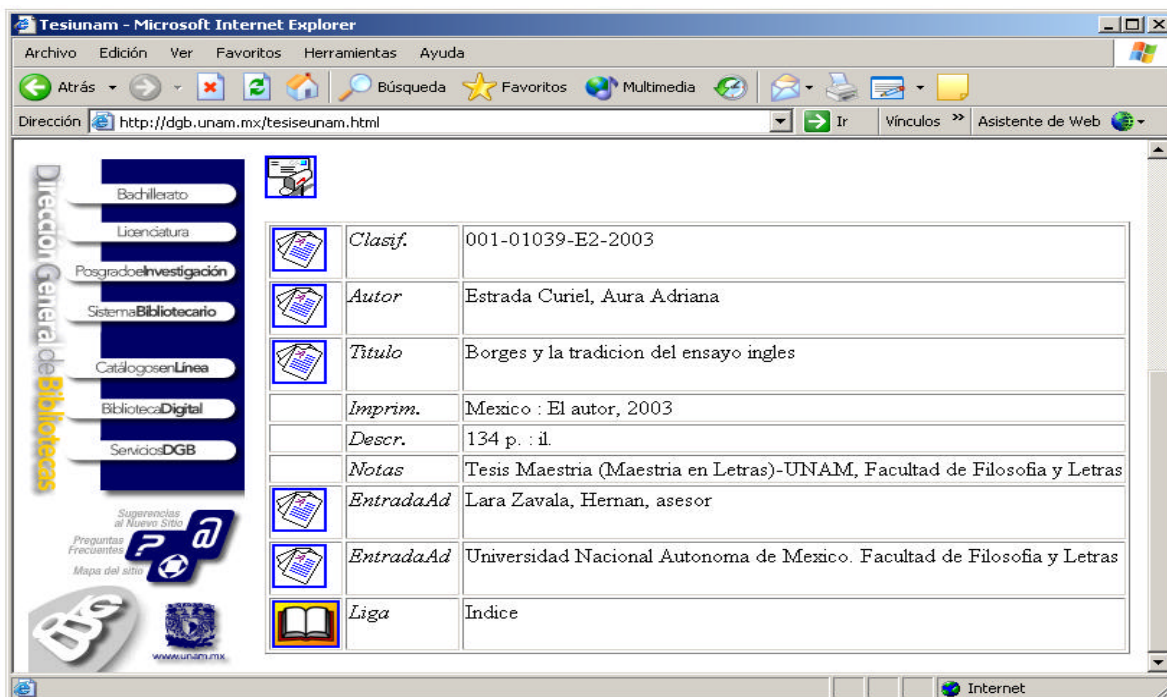 Tesiunam - Microsoft Internet Explorer
Archivo Edición Ver Favoritos Herramientas Ayuda
Atrás Búsqueda Favoritos Multimedia
Dirección http://dgb.unam.mx/tesiseunam.html Ir Vínculos » Asistente de Web
Dirección General de Bibliotecas
Bachillerato
Licenciatura
PosgradoeInvestigación
SistemaBibliotecario
CatálogosenLínea
BibliotecaDigital
ServiciosDGB
Sugerencias
al Nuevo Sitio
Preguntas
Frecuentes
Mapa del sitio
www.unam.mx
Clasif. 001-01039-E2-2003
Autor Estrada Curiel, Aura Adriana
Titulo Borges y la tradicion del ensayo ingles
Imprim. Mexico : El autor, 2003
Descr. 134 p. : il.
Notas Tesis Maestria (Maestria en Letras)-UNAM, Facultad de Filosofia y Letras
EntradaAd Lara Zavala, Hernan, asesor
EntradaAd Universidad Nacional Autonoma de Mexico. Facultad de Filosofia y Letras
Liga Indice
Internet